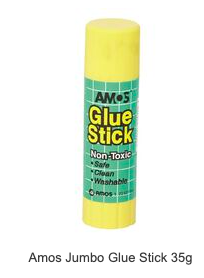 AMOS
Glue
Stick
Non-Toxic
• Safe
• Clean
• Washable
AMOS
Amos Jumbo Glue Stick 35g